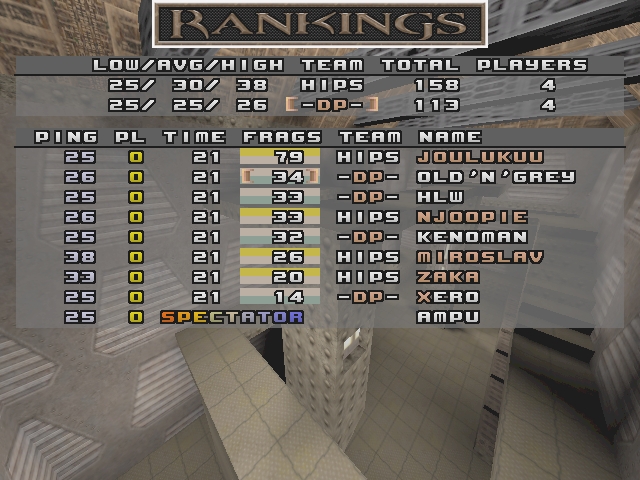 RANKINGS
LOW/AVG/HIGH TEAM TOTAL PLAYERS
25/ 30/ 38 HIPS 158 4
25/ 25/ 26 [-DP-] 113 4
PING PL TIME FRAGS TEAM NAME
25 0 21 79 HIPS JOULUKUU
26 0 21 [34] -DP- OLD'N'GREY
25 0 21 33 -DP- HLW
26 0 21 33 HIPS NJOOPIE
25 0 21 32 -DP- KENOMAN
38 0 21 26 HIPS MIROSLAV
33 0 21 20 HIPS ZAKA
25 0 21 14 -DP- XERO
25 0 SPECTATOR AMPU